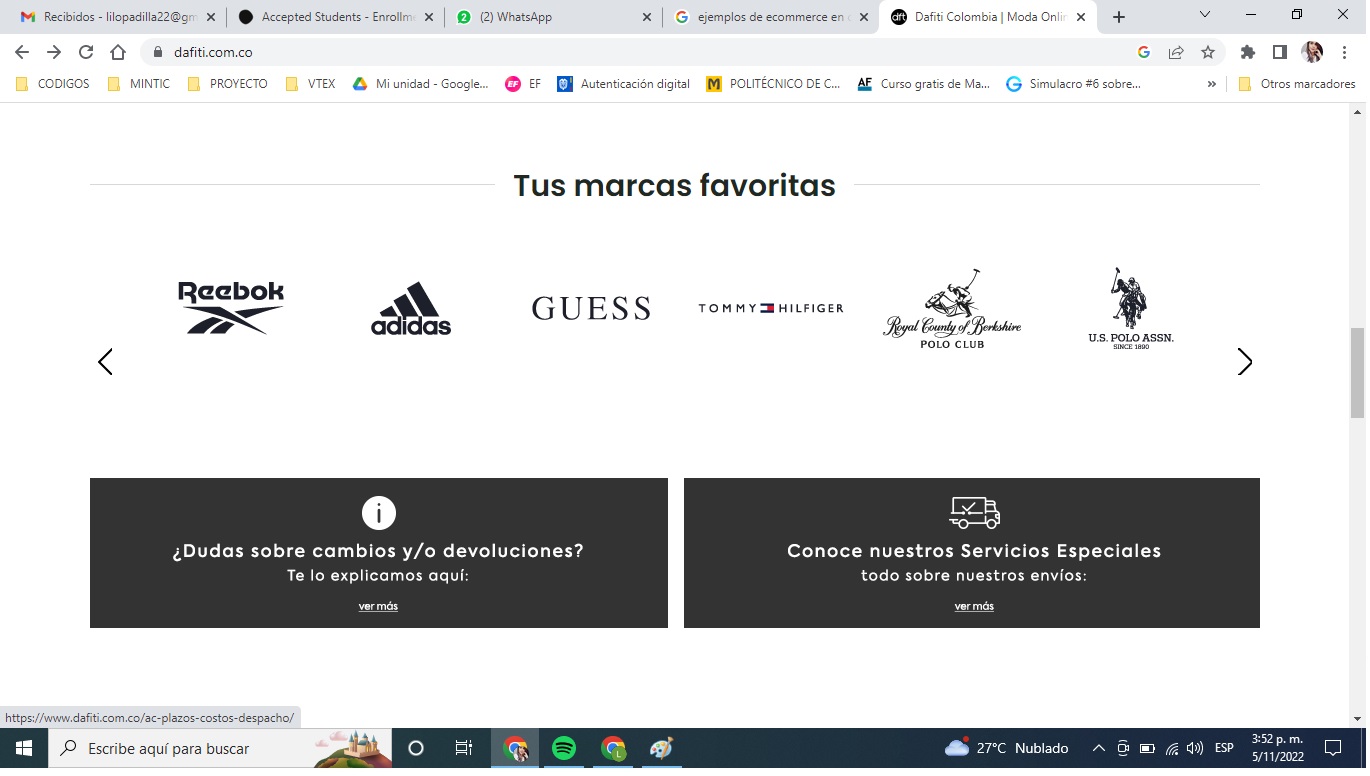 Recibidos - lilopadilla22@gm
Accepted Students - Enrollme
(2) WhatsApp
ejemplos de ecommerce en c
Dafiti Colombia | Moda Onlin
dafiti.com.co
CODIGOS
MINTIC
PROYECTO
VTEX
Mi unidad - Google...
EF
EF
Autenticación digital
POLITÉCNICO DE C...
Curso gratis de Ma...
Simulacro #6 sobre...
»
Otros marcadores
Tus marcas favoritas
Reebok
adidas
GUESS
TOMMY HILFIGER
Royal County of Berkshire
POLO CLUB
U.S. POLO ASSN.
SINCE 1890
¿Dudas sobre cambios y/o devoluciones?
Te lo explicamos aquí:
ver más
Conoce nuestros Servicios Especiales
todo sobre nuestros envíos:
ver más
https://www.dafiti.com.co/ac-plazos-costos-despacho/
Escribe aquí para buscar
27°C Nublado
ESP
3:52 p. m.
5/11/2022